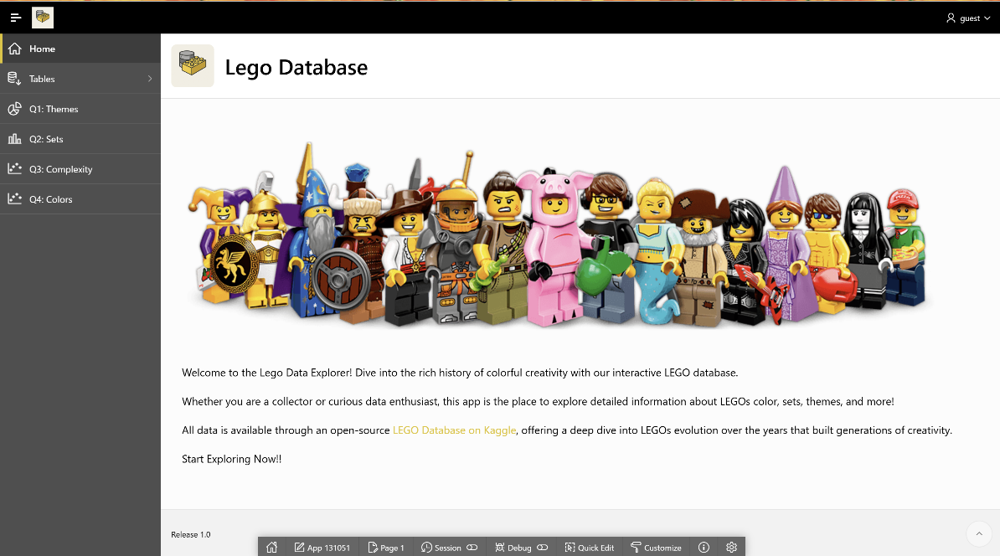 guest
Home
Tables
Q1: Themes
Q2: Sets
Q3: Complexity
Q4: Colors
Lego Database
PIZZA
Welcome to the Lego Data Explorer! Dive into the rich history of colorful creativity with our interactive LEGO database.
Whether you are a collector or curious data enthusiast, this app is the place to explore detailed information about LEGOs color, sets, themes, and more!
All data is available through an open-source LEGO Database on Kaggle, offering a deep dive into LEGOs evolution over the years that built generations of creativity.
Start Exploring Now!!
Release 1.0
App 131051 Page 1 Session Debug Quick Edit Customize